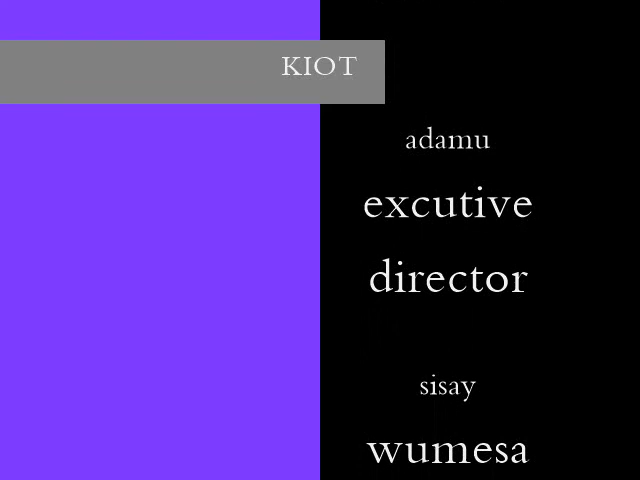 KIOT
adamu
excutive
director
sisay
wumesa